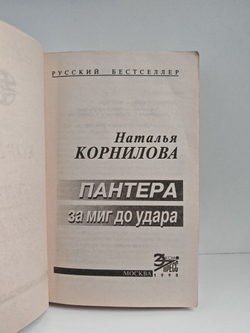 РУССКИЙ БЕСТСЕЛЛЕР
Наталья
КОРНИЛОВА
ПАНТЕРА
за миг до удара
МОСКВА